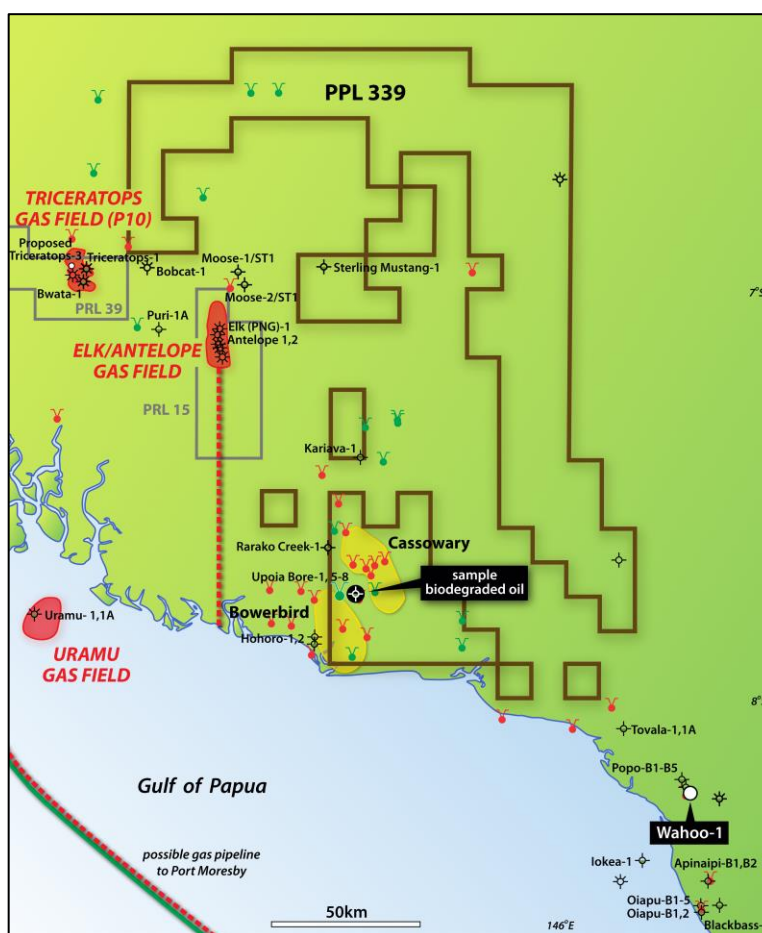 PPL 339
TRICERATOPS
GAS FIELD (P10)
Proposed
Triceratops-3
Triceratops-1
Bwata-1
PRL 39
Bobcat-1
Moose-1/ST1
Moose-2/ST1
Sterling Mustang-1
7°S
Puri-1A
Elk (PNG)-1
Antelope 1,2
ELK/ANTELOPE
GAS FIELD
PRL 15
Kariava-1
Rarako Creek-1
Cassowary
Upoia Bore-1, 5-8
sample
biodegraded oil
Bowerbird
Uramu- 1,1A
Hohoro-1,2
URAMU
GAS FIELD
8°
Tovala-1,1A
Gulf of Papua
Popo-B1-B5
Wahoo-1
possible gas pipeline
to Port Moresby
Iokea-1
Apinaipi-B1,B2
Oiapu-B1-5
Oiapu-B1,2
50km
146°E
Blackbass-